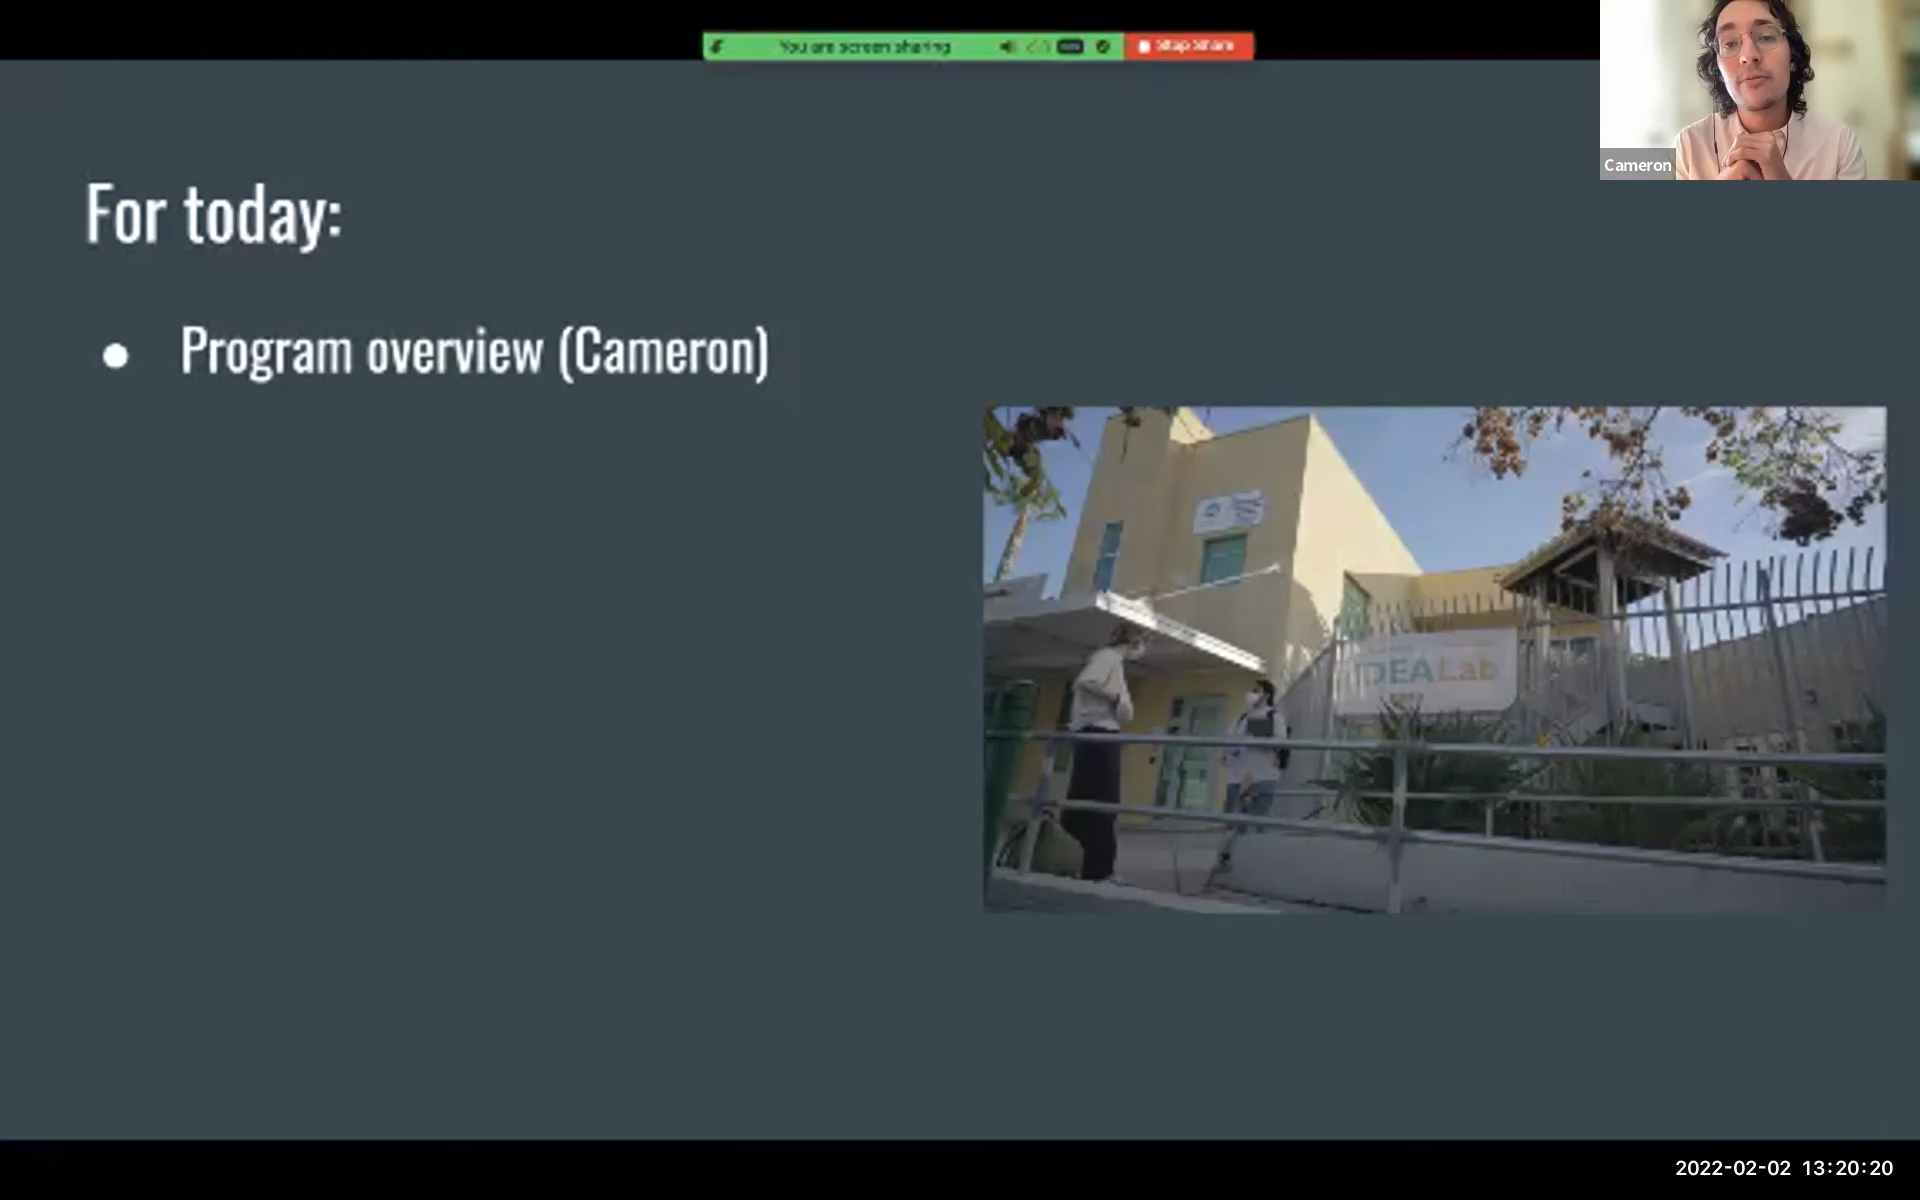 You are screen sharing
Stop Share
Cameron
For today:
● Program overview (Cameron)
IDEALab
2022-02-02 13:20:20